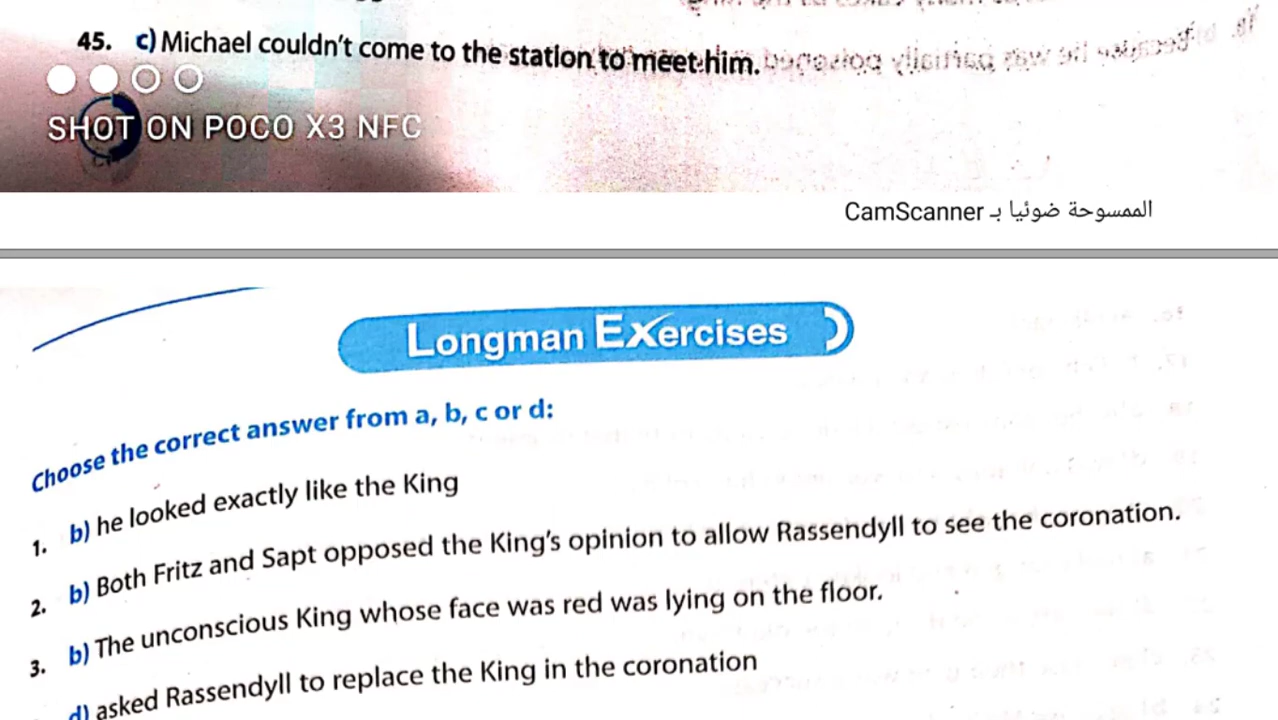 45. c) Michael couldn't come to the station to meet him.
SHOT ON POCO X3 NFC
الممسوحة ضوئيا بـ CamScanner
Longman Exercises
Choose the correct answer from a, b, c or d:
1. b) he looked exactly like the King
2. b) Both Fritz and Sapt opposed the King's opinion to allow Rassendyll to see the coronation.
3. b) The unconscious King whose face was red was lying on the floor.
d) asked Rassendyll to replace the King in the coronation